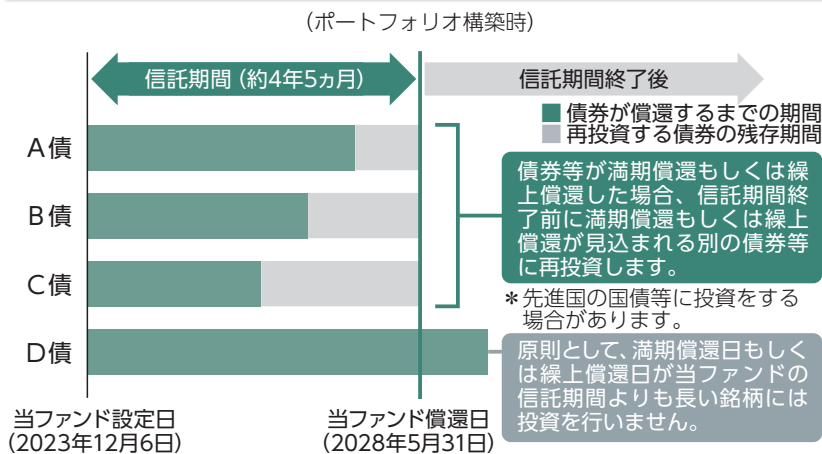 (ポートフォリオ構築時)
信託期間(約4年5ヵ月)
信託期間終了後
債券が償還するまでの期間
再投資する債券の残存期間
A債
B債
C債
D債
債券等が満期償還もしくは繰
上償還した場合、信託期間終
了前に満期償還もしくは繰上
償還が見込まれる別の債券等
に再投資します。
＊先進国の国債等に投資をする
場合があります。
原則として、満期償還日もしく
は繰上償還日が当ファンドの
信託期間よりも長い銘柄には
投資を行いません。
当ファンド設定日
(2023年12月6日)
当ファンド償還日
(2028年5月31日)